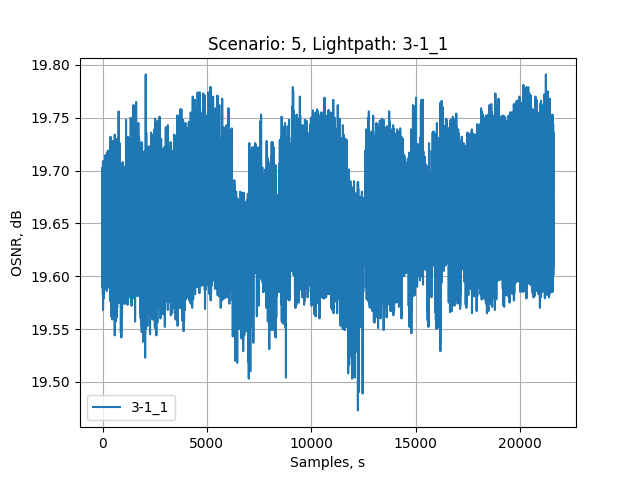 Scenario: 5, Lightpath: 3-1_1
19.80
19.75
19.70
19.65
19.60
19.55
19.50
OSNR, dB
3-1_1
0 5000 10000 15000 20000
Samples, s